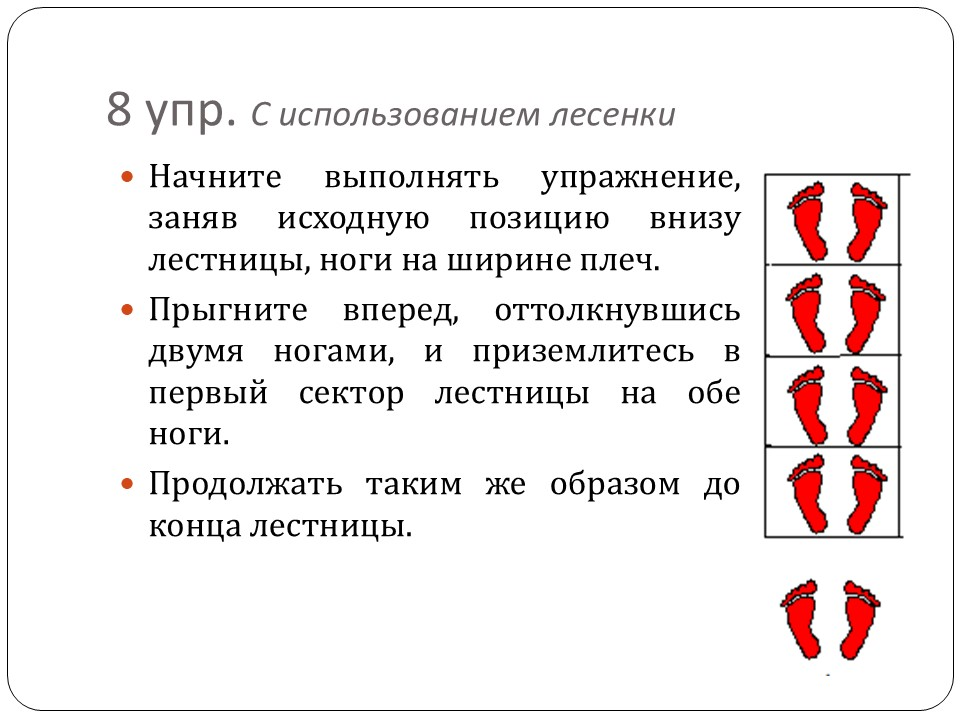 8 упр. С использованием лесенки
• Начните выполнять упражнение,
заняв исходную позицию внизу
лестницы, ноги на ширине плеч.
• Прыгните вперед, оттолкнувшись
двумя ногами, и приземлитесь в
первый сектор лестницы на обе
ноги.
• Продолжать таким же образом до
конца лестницы.